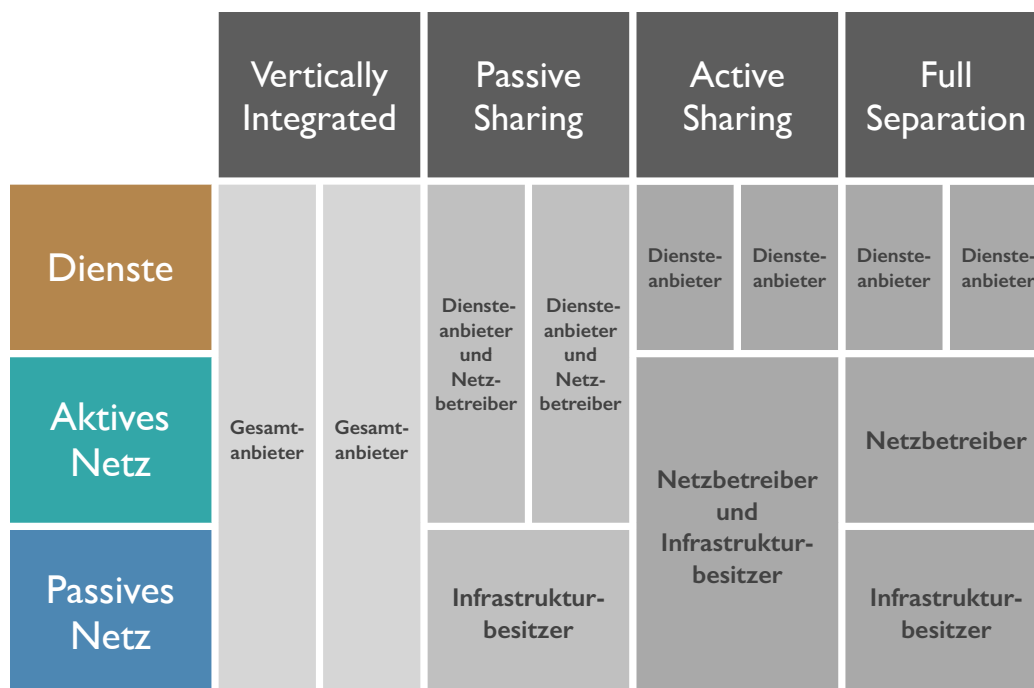 Vertically
Integrated
Passive
Sharing
Active
Sharing
Full
Separation
Dienste
Dienste-
anbieter
Dienste-
anbieter
Dienste-
anbieter
Dienste-
anbieter
Dienste-
anbieter
und
Netz-
betreiber
Dienste-
anbieter
und
Netz-
betreiber
Aktives
Netz
Gesamt-
anbieter
Gesamt-
anbieter
Netzbetreiber
und
Infrastruktur-
besitzer
Netzbetreiber
Passives
Netz
Infrastruktur-
besitzer
Infrastruktur-
besitzer